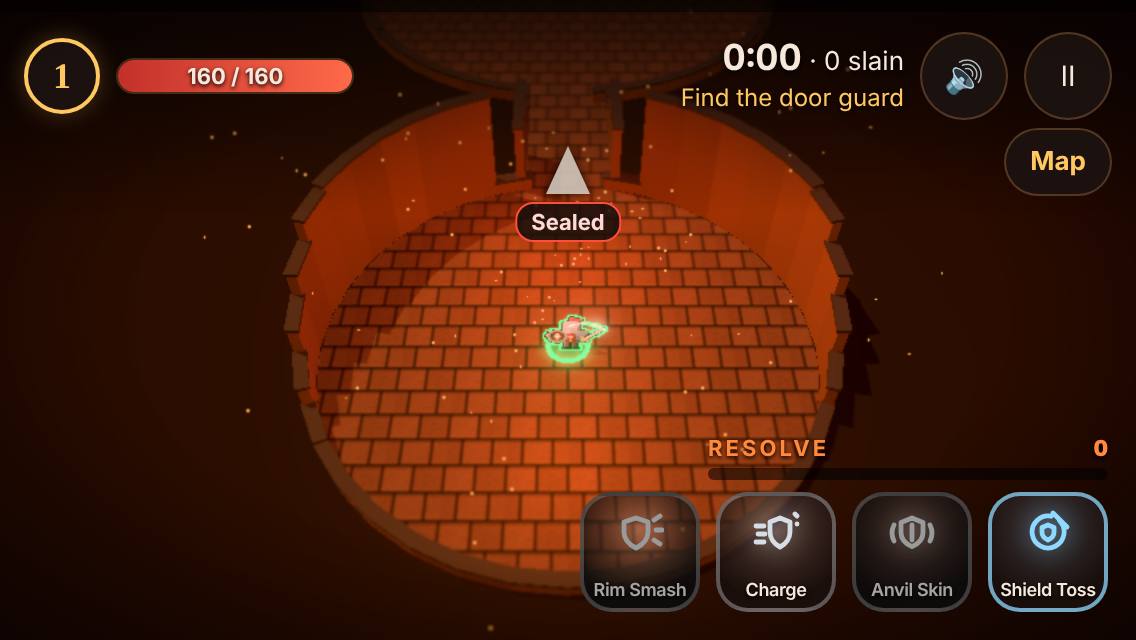 1
160 / 160
0:00 · 0 slain
Find the door guard
Map
Sealed
RESOLVE 0
Rim Smash
Charge
Anvil Skin
Shield Toss